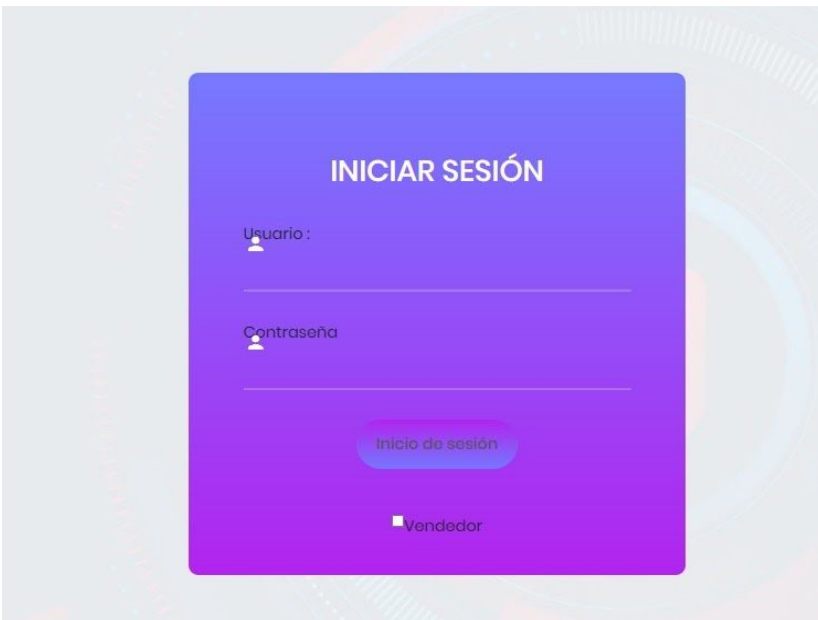 INICIAR SESIÓN
Usuario :
Contraseña
Inicio de sesión
Vendedor